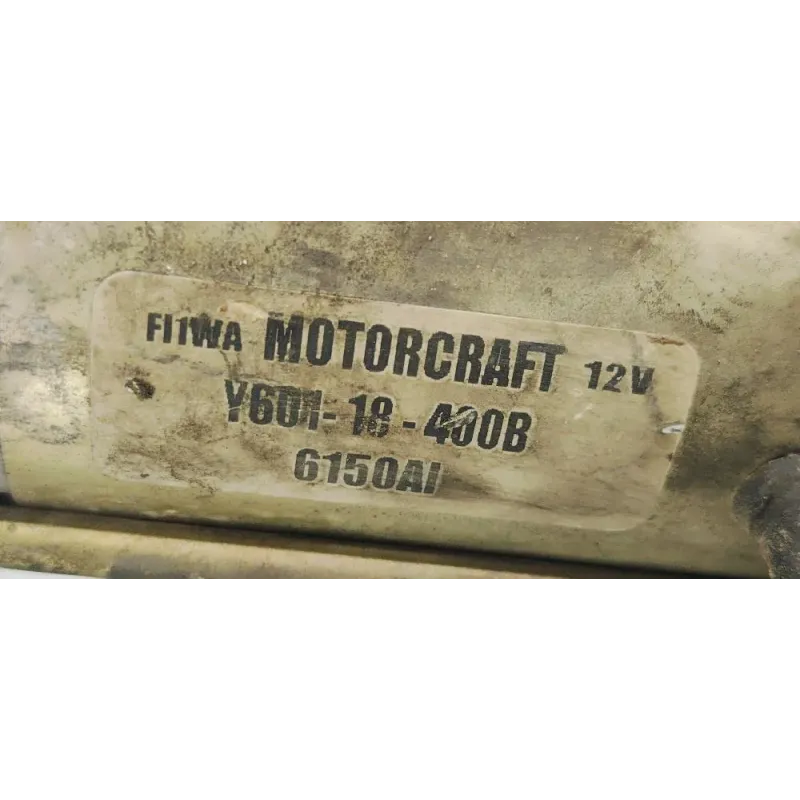 FI1WA MOTORCRAFT 12V
Y601-18-400B
6150AI